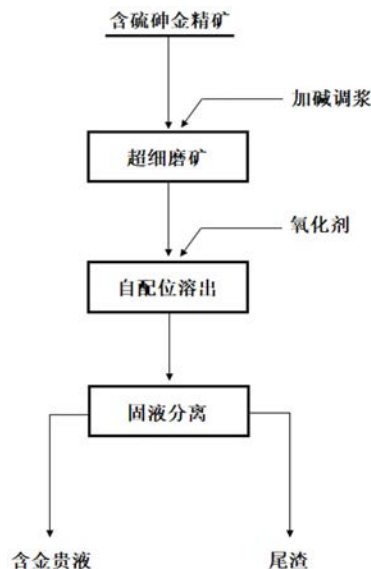 含硫砷金精矿
加碱调浆
超细磨矿
氧化剂
自配位溶出
固液分离
含金贵液
尾渣